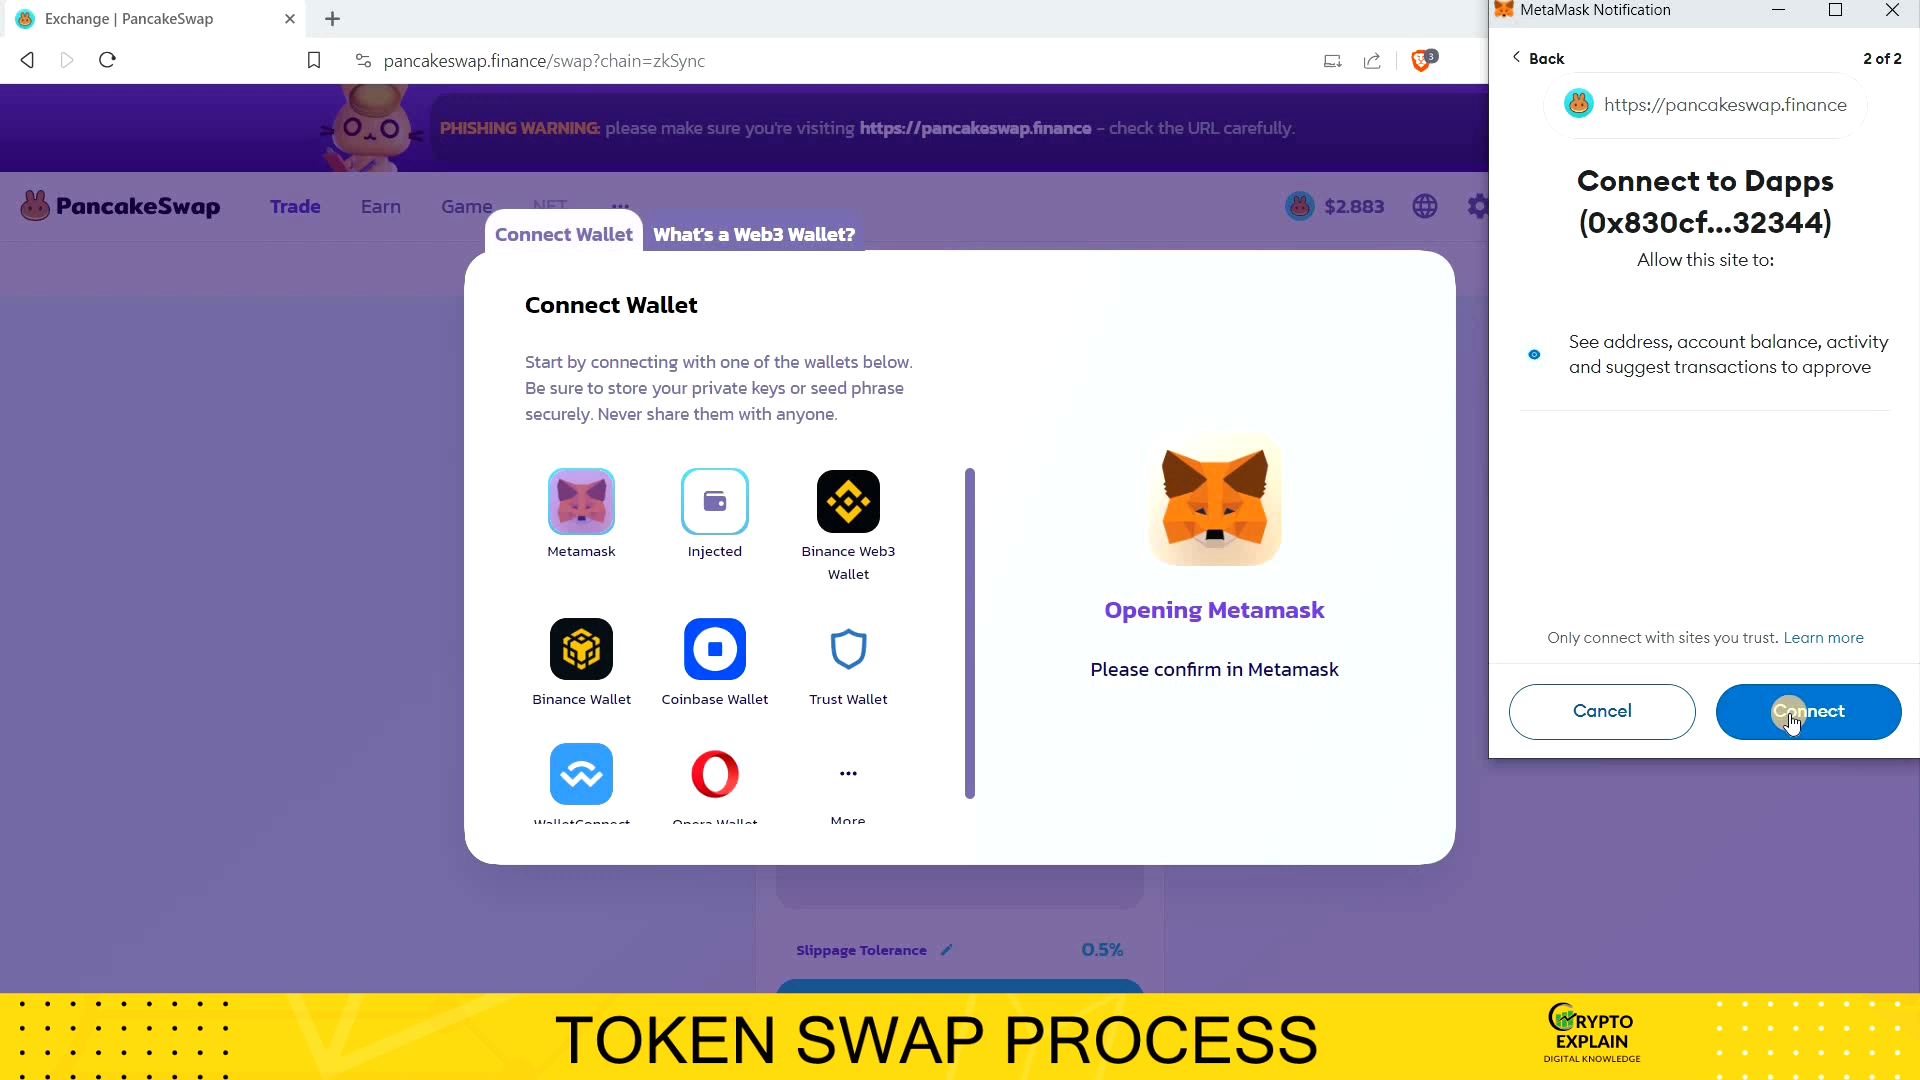 Exchange | PancakeSwap
pancakeswap.finance/swap?chain=zkSync
3
PHISHING WARNING: please make sure you're visiting https://pancakeswap.finance - check the URL carefully.
PancakeSwap
Trade
Earn
Game
NFT
$2.883
Connect Wallet
What's a Web3 Wallet?
Connect Wallet
Start by connecting with one of the wallets below.
Be sure to store your private keys or seed phrase
securely. Never share them with anyone.
Metamask
Injected
Binance Web3
Wallet
Binance Wallet
Coinbase Wallet
Trust Wallet
WalletConnect
Opera Wallet
More
Opening Metamask
Please confirm in Metamask
Slippage Tolerance
0.5%
MetaMask Notification
Back
2 of 2
https://pancakeswap.finance
Connect to Dapps
(0x830cf...32344)
Allow this site to:
See address, account balance, activity
and suggest transactions to approve
Only connect with sites you trust. Learn more
Cancel
Connect
TOKEN SWAP PROCESS
CRYPTO
EXPLAIN
DIGITAL KNOWLEDGE